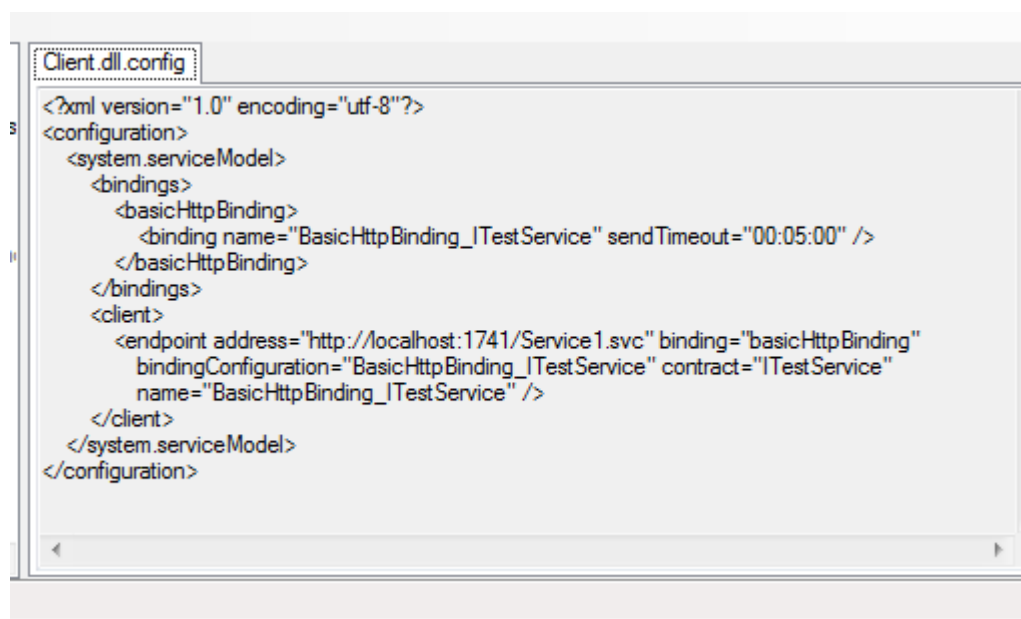 Client.dll.config
<?xml version="1.0" encoding="utf-8"?>
<configuration>
<system.serviceModel>
<bindings>
<basicHttpBinding>
<binding name="BasicHttpBinding_ITestService" sendTimeout="00:05:00" />
</basicHttpBinding>
</bindings>
<client>
<endpoint address="http://localhost:1741/Service1.svc" binding="basicHttpBinding"
bindingConfiguration="BasicHttpBinding_ITestService" contract="ITestService"
name="BasicHttpBinding_ITestService" />
</client>
</system.serviceModel>
</configuration>